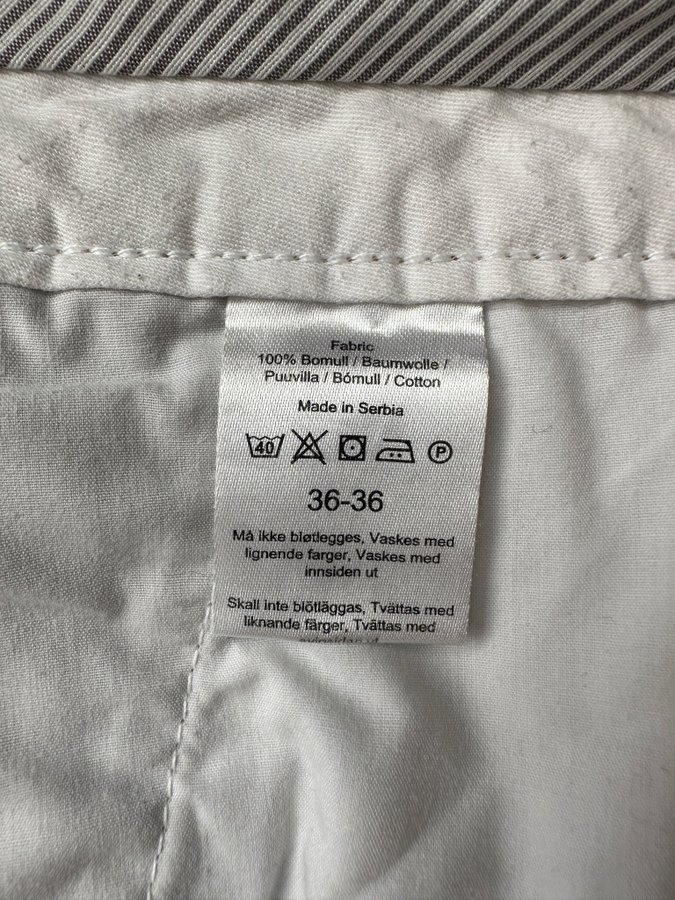 Fabric
100% Bomull / Baumwolle /
Puuvilla / Bómull / Cotton
Made in Serbia
40 P
36-36
Må ikke bløtlegges, Vaskes med
lignende farger, Vaskes med
innsiden ut
Skall inte blötläggas, Tvättas med
liknande färger, Tvättas med